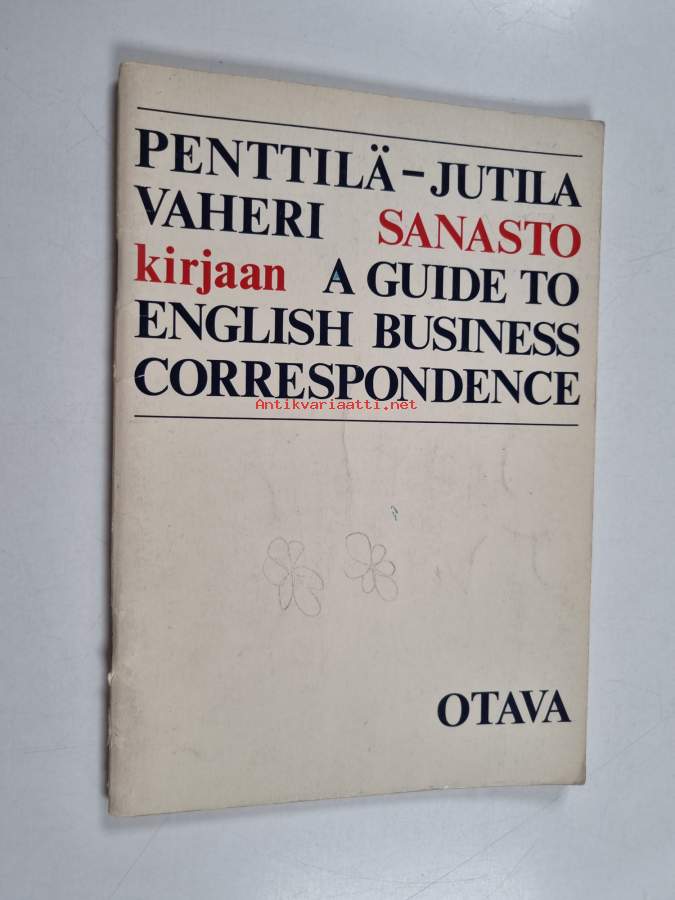 PENTTILÄ–JUTILA
VAHERI SANASTO
kirjaan A GUIDE TO
ENGLISH BUSINESS
CORRESPONDENCE
Antikvariaatti.net
OTAVA